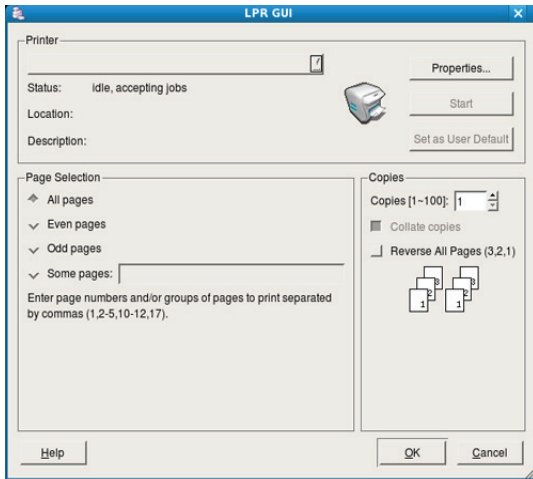 LPR GUI
Printer
Properties...
Status: idle, accepting jobs
Start
Location:
Description:
Set as User Default
Page Selection
All pages
Even pages
Odd pages
Some pages:
Enter page numbers and/or groups of pages to print separated
by commas (1,2-5,10-12,17).
Copies
Copies [1~100]: 1
Collate copies
Reverse All Pages (3,2,1)
3 3
2 2
1 1
Help
OK
Cancel